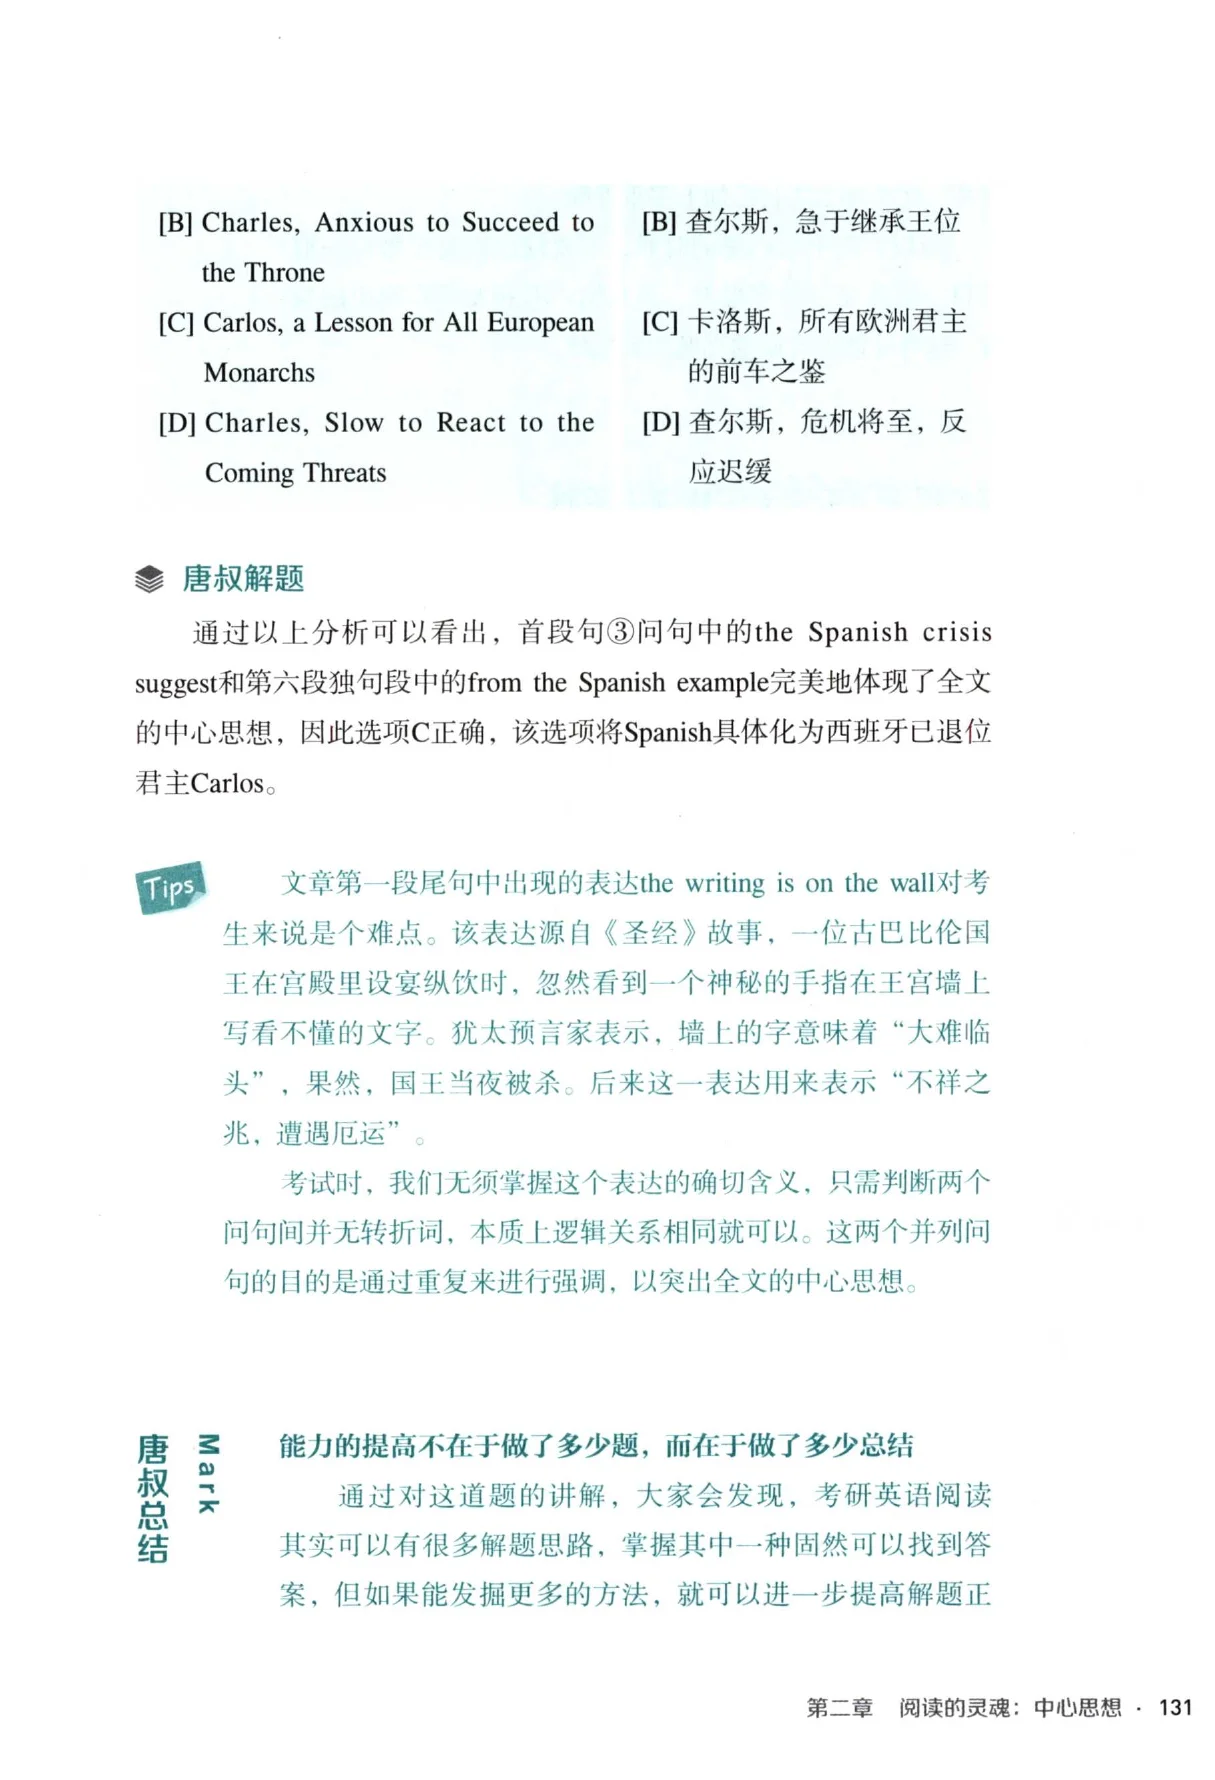 [B] Charles, Anxious to Succeed to
the Throne
[C] Carlos, a Lesson for All European
Monarchs
[D] Charles, Slow to React to the
Coming Threats
[B] 查尔斯，急于继承王位
[C] 卡洛斯，所有欧洲君主
的前车之鉴
[D] 查尔斯，危机将至，反
应迟缓
唐叔解题
通过以上分析可以看出，首段句③问句中的the Spanish crisis
suggest和第六段独句段中的from the Spanish example完美地体现了全文
的中心思想，因此选项C正确，该选项将Spanish具体化为西班牙已退位
君主Carlos。
Tips
文章第一段尾句中出现的表达the writing is on the wall对考
生来说是个难点。该表达源自《圣经》故事，一位古巴比伦国
王在宫殿里设宴纵饮时，忽然看到一个神秘的手指在王宫墙上
写看不懂的文字。犹太预言家表示，墙上的字意味着“大难临
头”，果然，国王当夜被杀。后来这一表达用来表示“不祥之
兆，遭遇厄运”。
考试时，我们无须掌握这个表达的确切含义，只需判断两个
问句间并无转折词，本质上逻辑关系相同就可以。这两个并列问
句的目的是通过重复来进行强调，以突出全文的中心思想。
唐叔总结
Mark
能力的提高不在于做了多少题，而在于做了多少总结
通过对这道题的讲解，大家会发现，考研英语阅读
其实可以有很多解题思路，掌握其中一种固然可以找到答
案，但如果能发掘更多的方法，就可以进一步提高解题正
第二章 阅读的灵魂：中心思想 · 131